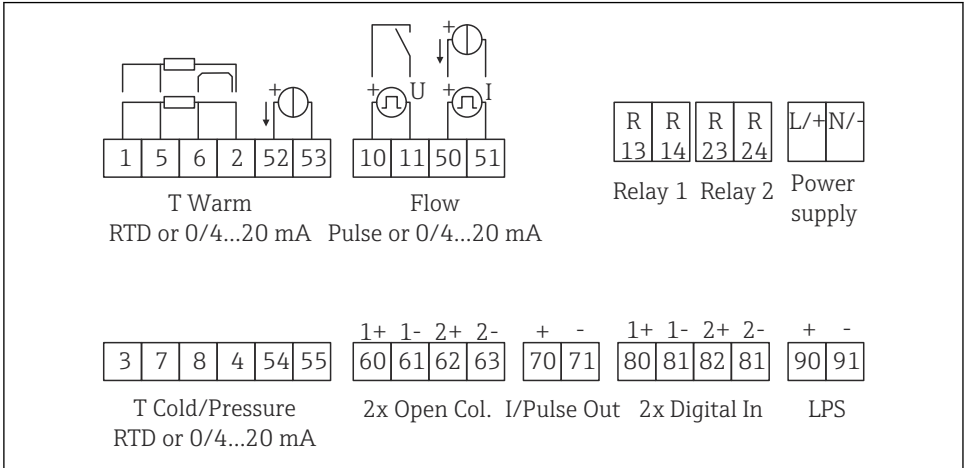 + U + + I
+
1 5 6 2 52 53
10 11 50 51
R R R R
13 14 23 24
L/+ N/-
T Warm
RTD or 0/4...20 mA
Flow
Pulse or 0/4...20 mA
Relay 1 Relay 2
Power
supply
3 7 8 4 54 55
T Cold/Pressure
RTD or 0/4...20 mA
1+ 1- 2+ 2-
60 61 62 63
2x Open Col.
+ -
70 71
I/Pulse Out
1+ 1- 2+ 2-
80 81 82 81
2x Digital In
+ -
90 91
LPS